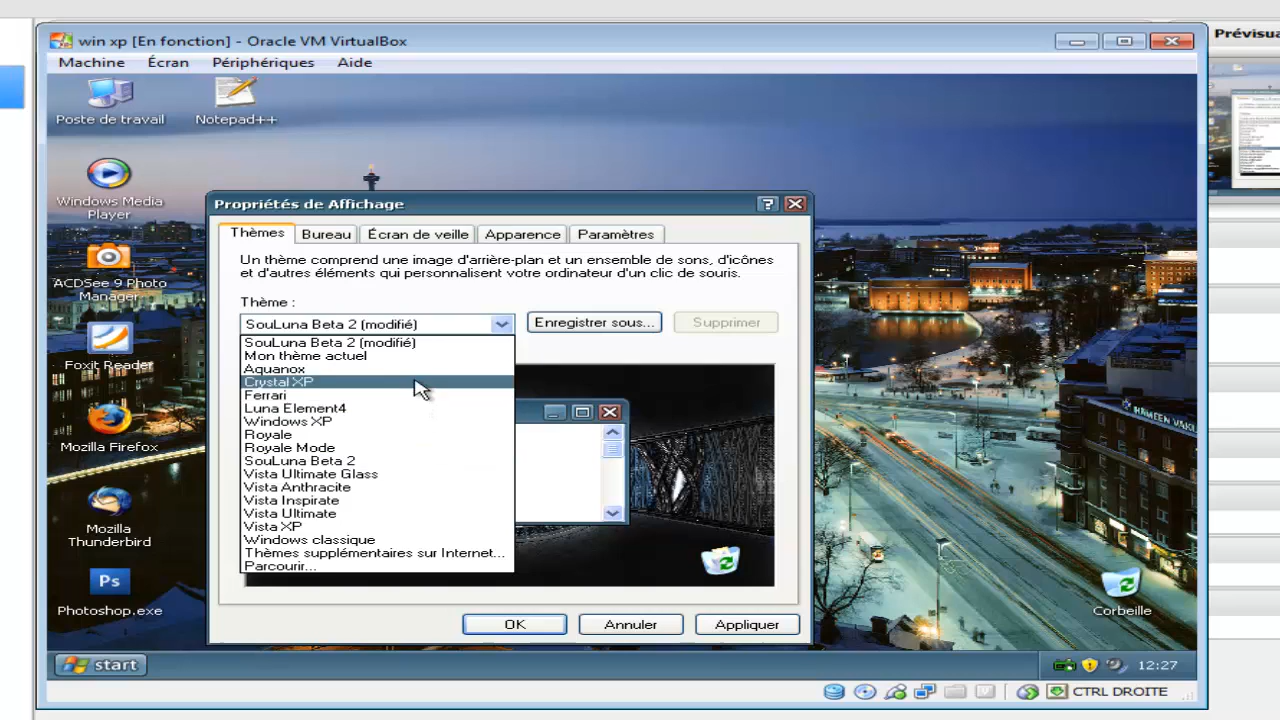 win xp [En fonction] - Oracle VM VirtualBox
Prévisua
Machine Écran Périphériques Aide
Poste de travail
Notepad++
Windows Media
Player
ACDSee 9 Photo
Manager
Foxit Reader
Mozilla Firefox
Mozilla
Thunderbird
Ps
Photoshop.exe
Propriétés de Affichage
Thèmes Bureau Écran de veille Apparence Paramètres
Un thème comprend une image d'arrière-plan et un ensemble de sons, d'icônes
et d'autres éléments qui personnalisent votre ordinateur d'un clic de souris.
Thème :
SouLuna Beta 2 (modifié)
Enregistrer sous...
Supprimer
SouLuna Beta 2 (modifié)
Mon thème actuel
Aquanox
Crystal XP
Ferrari
Luna Element4
Windows XP
Royale
Royale Mode
SouLuna Beta 2
Vista Ultimate Glass
Vista Anthracite
Vista Inspirate
Vista Ultimate
Vista XP
Windows classique
Thèmes supplémentaires sur Internet...
Parcourir...
OK Annuler Appliquer
Corbeille
start
12:27
CTRL DROITE